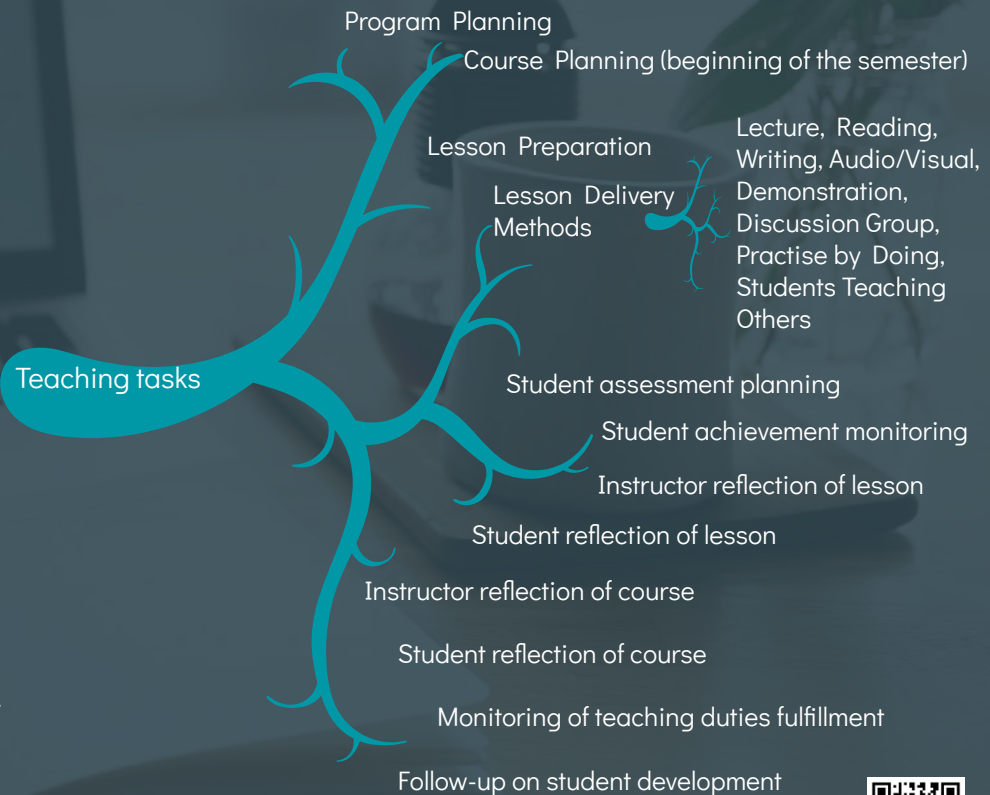 Program Planning
Course Planning (beginning of the semester)
Lesson Preparation
Lesson Delivery
Methods
Lecture, Reading,
Writing, Audio/Visual,
Demonstration,
Discussion Group,
Practise by Doing,
Students Teaching
Others
Teaching tasks
Student assessment planning
Student achievement monitoring
Instructor reflection of lesson
Student reflection of lesson
Instructor reflection of course
Student reflection of course
Monitoring of teaching duties fulfillment
Follow-up on student development